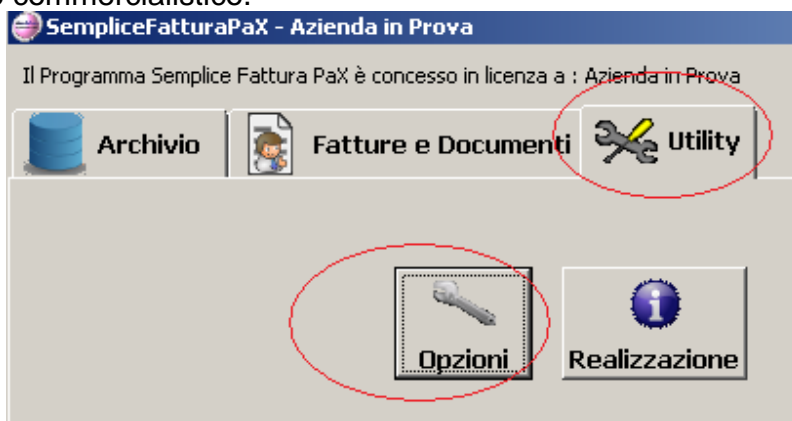 commercialistico.
SempliceFatturaPaX - Azienda in Prova
Il Programma Semplice Fattura PaX è concesso in licenza a : Azienda in Prova
Archivio Fatture e Documenti Utility
Opzioni Realizzazione